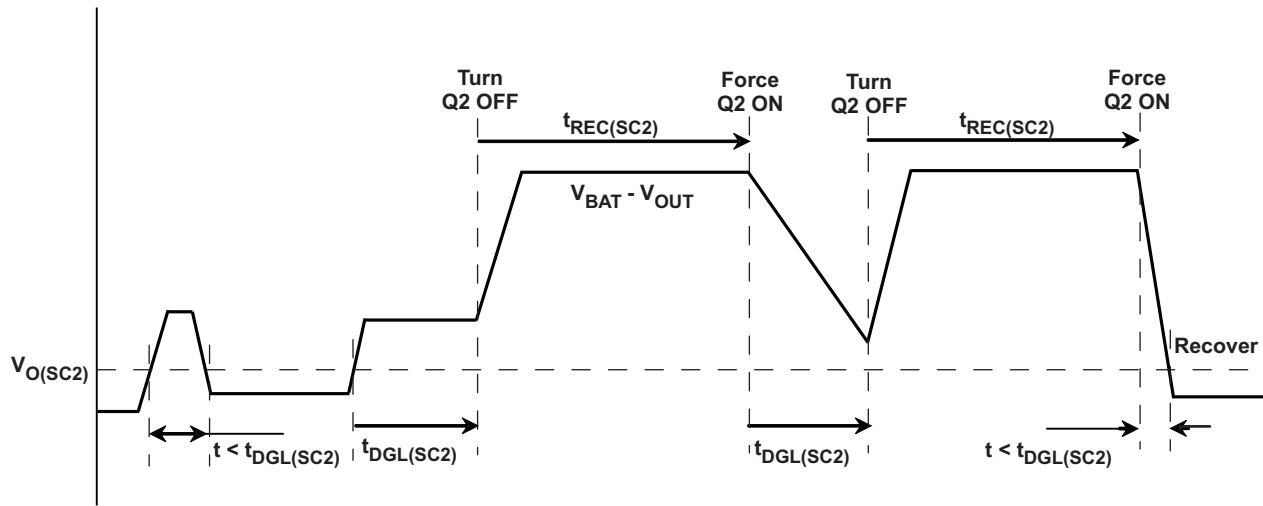 Turn
Q2 OFF
Force
Q2 ON
Turn
Q2 OFF
Force
Q2 ON
tREC(SC2)
tREC(SC2)
VBAT - VOUT
VO(SC2)
Recover
t < tDGL(SC2)
tDGL(SC2)
tDGL(SC2)
t < tDGL(SC2)